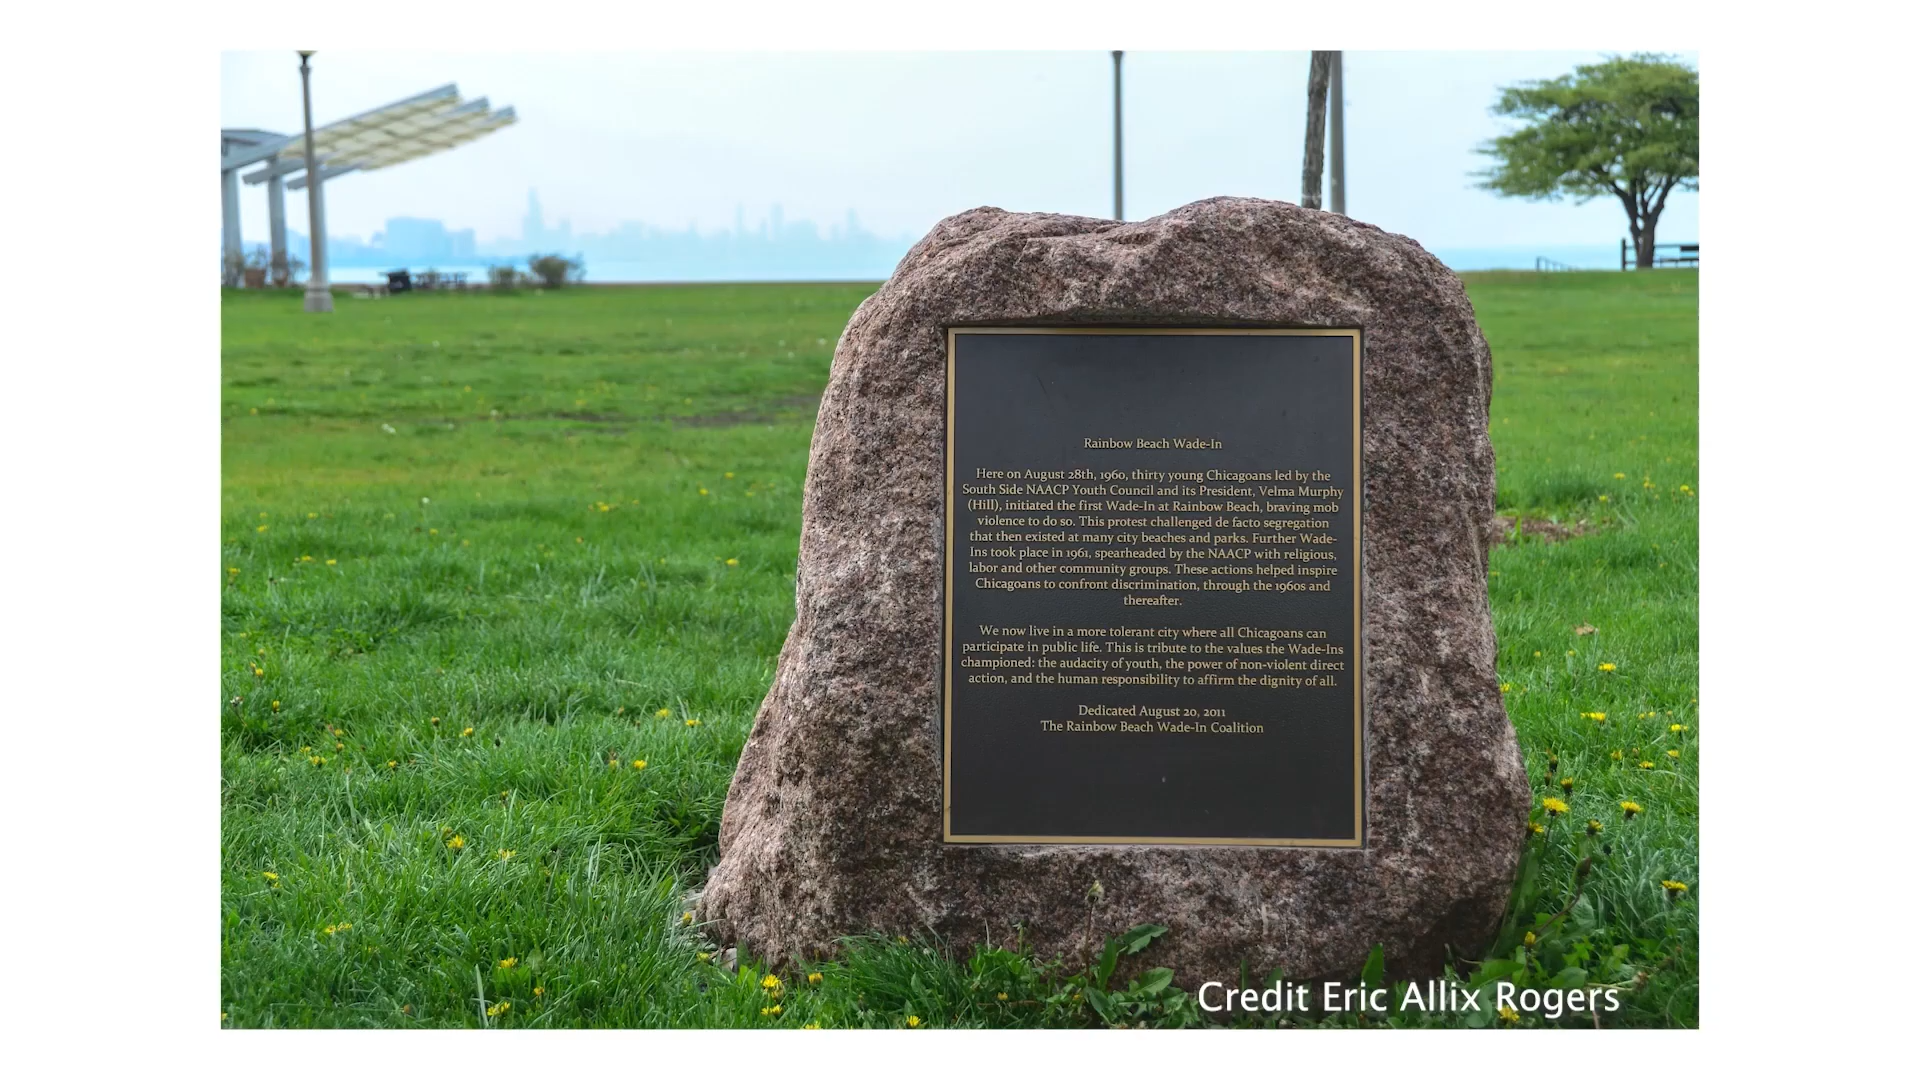 Rainbow Beach Wade-In
Here on August 28th, 1960, thirty young Chicagoans led by the
South Side NAACP Youth Council and its President, Velma Murphy
(Hill), initiated the first Wade-In at Rainbow Beach, braving mob
violence to do so. This protest challenged de facto segregation
that then existed at many city beaches and parks. Further Wade-
Ins took place in 1961, spearheaded by the NAACP with religious,
labor and other community groups. These actions helped inspire
Chicagoans to confront discrimination, through the 1960s and
thereafter.
We now live in a more tolerant city where all Chicagoans can
participate in public life. This is tribute to the values the Wade-Ins
championed: the audacity of youth, the power of non-violent direct
action, and the human responsibility to affirm the dignity of all.
Dedicated August 20, 2011
The Rainbow Beach Wade-In Coalition
Credit Eric Allix Rogers